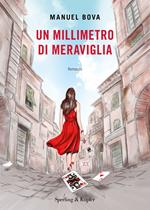 MANUEL BOVA
UN MILLIMETRO
DI MERAVIGLIA
Romanzo
Sperling & Kupfer